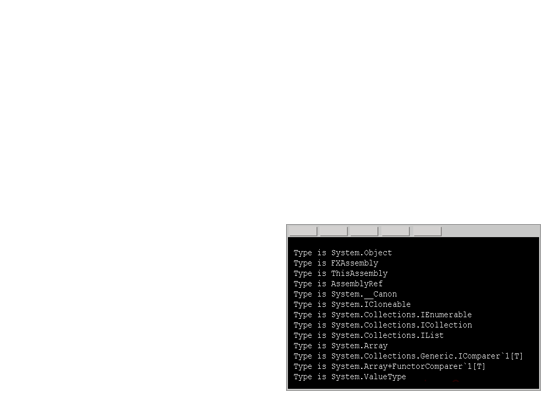 Type is System.Object
Type is FXAssembly
Type is ThisAssembly
Type is AssemblyRef
Type is System.__Canon
Type is System.ICloneable
Type is System.Collections.IEnumerable
Type is System.Collections.ICollection
Type is System.Collections.IList
Type is System.Array
Type is System.Collections.Generic.IComparer`1[T]
Type is System.Array+FunctorComparer`1[T]
Type is System.ValueType